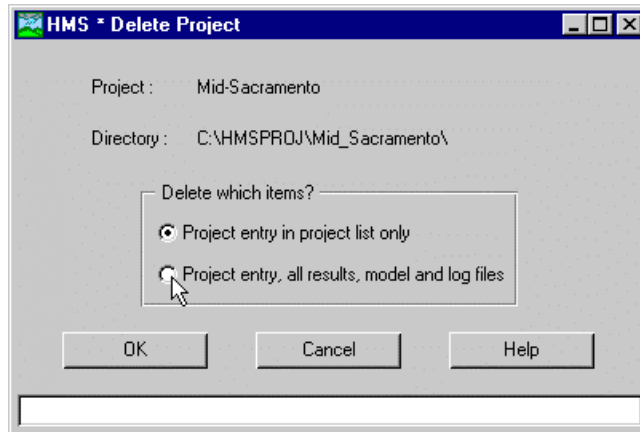 HMS * Delete Project
Project : Mid-Sacramento
Directory : C:\HMSPROJ\Mid_Sacramento\
Delete which items?
Project entry in project list only
Project entry, all results, model and log files
OK Cancel Help